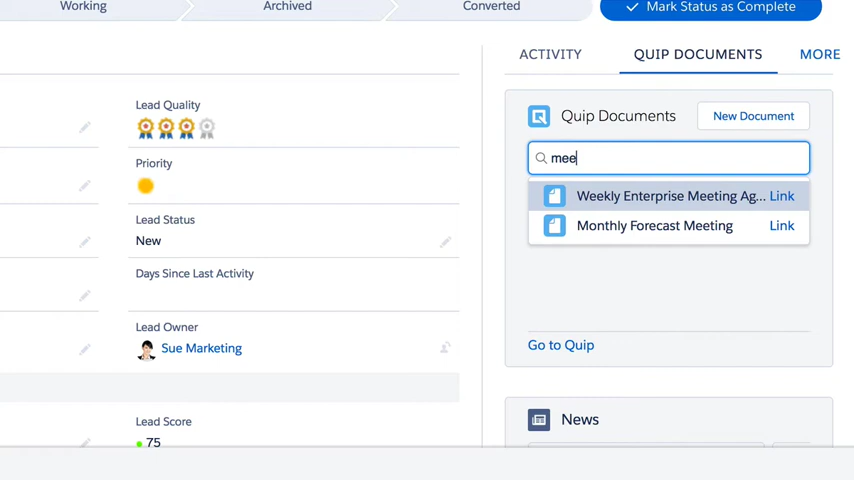 Working
Archived
Converted
Mark Status as Complete
ACTIVITY
QUIP DOCUMENTS
MORE
Lead Quality
Priority
Lead Status
New
Days Since Last Activity
Lead Owner
Sue Marketing
Lead Score
75
Quip Documents
New Document
mee
Weekly Enterprise Meeting Ag... Link
Monthly Forecast Meeting Link
Go to Quip
News